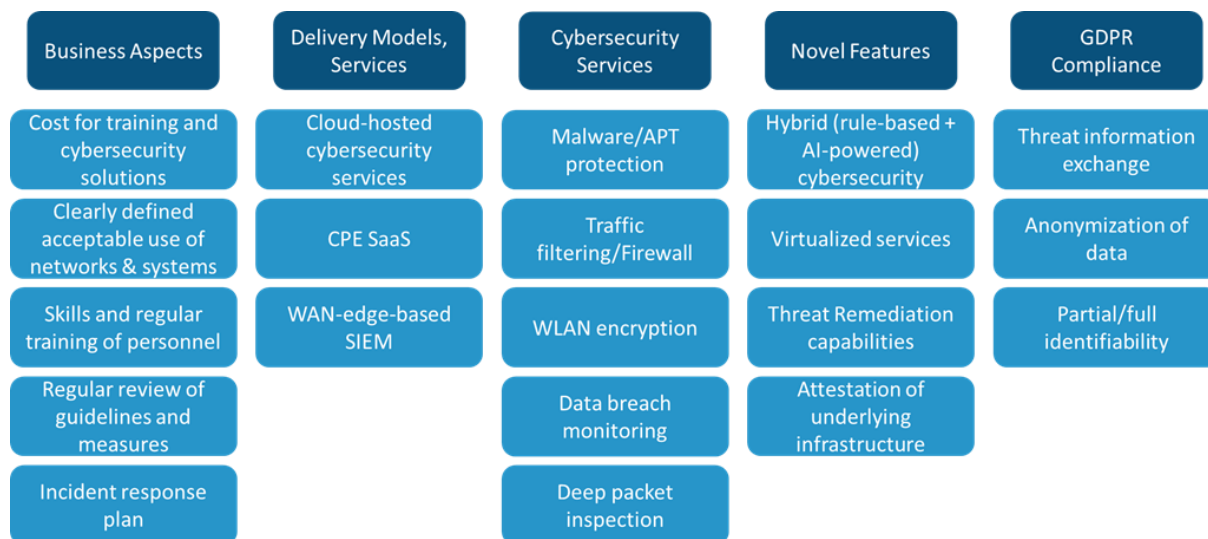 Business Aspects
Cost for training and
cybersecurity
solutions
Clearly defined
acceptable use of
networks & systems
Skills and regular
training of personnel
Regular review of
guidelines and
measures
Incident response
plan
Delivery Models,
Services
Cloud-hosted
cybersecurity
services
CPE SaaS
WAN-edge-based
SIEM
Cybersecurity
Services
Malware/APT
protection
Traffic
filtering/Firewall
WLAN encryption
Data breach
monitoring
Deep packet
inspection
Novel Features
Hybrid (rule-based +
AI-powered)
cybersecurity
Virtualized services
Threat Remediation
capabilities
Attestation of
underlying
infrastructure
GDPR
Compliance
Threat information
exchange
Anonymization of
data
Partial/full
identifiability